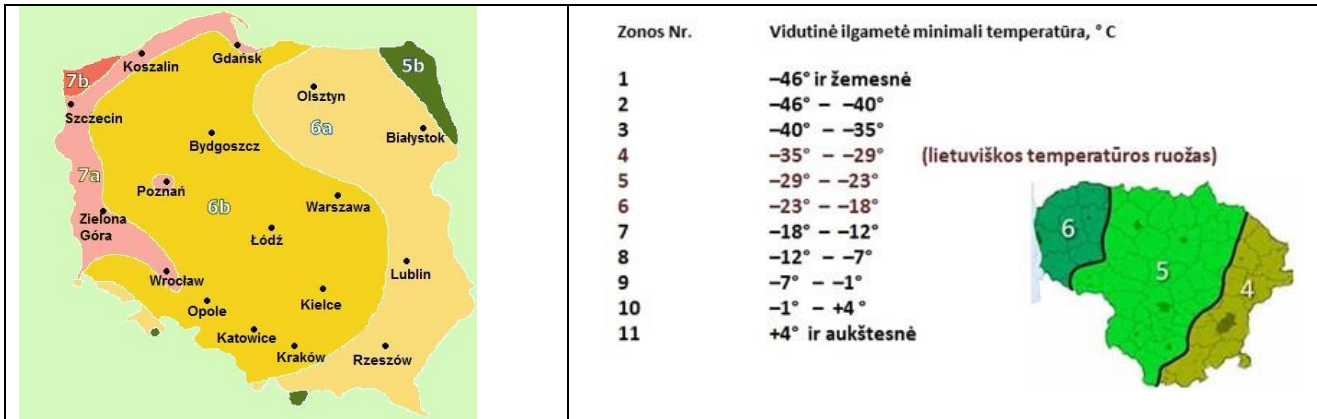 Koszalin
Gdańsk
7b
5b
Olsztyn
Szczecin
6a
Białystok
Bydgoszcz
7a
Poznań
6b
Warszawa
Zielona
Góra
Łódź
Wrocław
Lublin
Opole
Kielce
Katowice
Kraków
Rzeszów
Zonos Nr. Vidutinė ilgametė minimali temperatūra, ° C
1 –46° ir žemesnė
2 –46° – –40°
3 –40° – –35°
4 –35° – –29° (lietuviškos temperatūros ruožas)
5 –29° – –23°
6 –23° – –18°
7 –18° – –12°
8 –12° – –7°
9 –7° – –1°
10 –1° – +4°
11 +4° ir aukštesnė
6
5
4